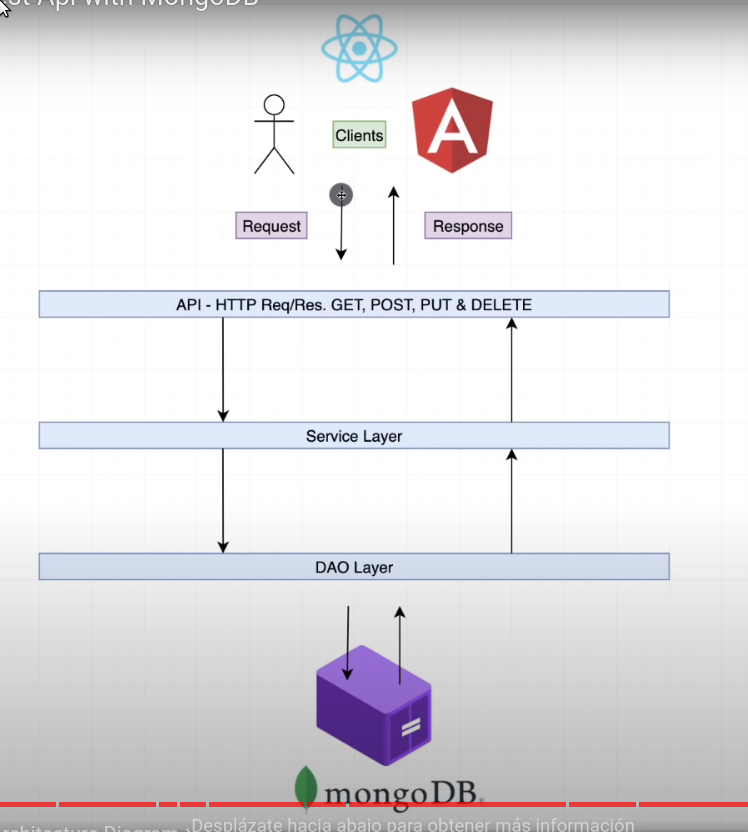 st Api with MongoDB
Clients
Request
Response
API - HTTP Req/Res. GET, POST, PUT & DELETE
Service Layer
DAO Layer
mongoDB
Desplázate hacia abajo para obtener más información
rchitecture Diagram